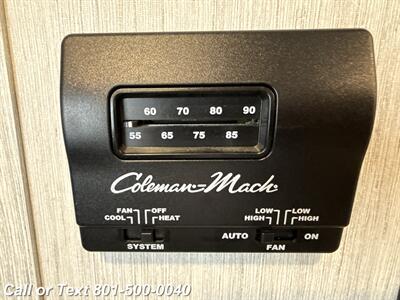 60 70 80 90
55 65 75 85
Coleman-Mach
FAN OFF LOW LOW
COOL HEAT HIGH HIGH
AUTO ON
SYSTEM FAN
Call or Text 801-500-0040